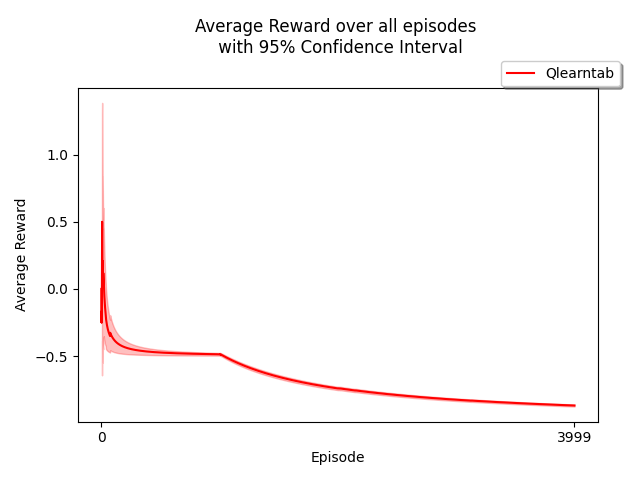 Average Reward over all episodes
with 95% Confidence Interval
Qlearntab
1.0
0.5
0.0
−0.5
Average Reward
0
3999
Episode